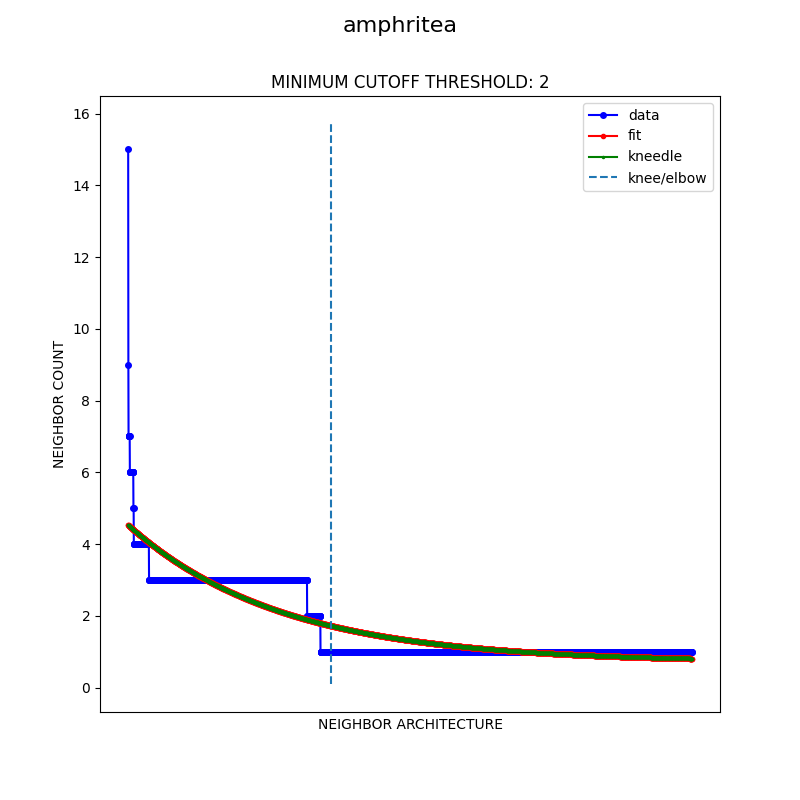 amphritea
MINIMUM CUTOFF THRESHOLD: 2
data
fit
kneedle
knee/elbow
16
14
12
10
8
6
4
2
0
NEIGHBOR COUNT
NEIGHBOR ARCHITECTURE